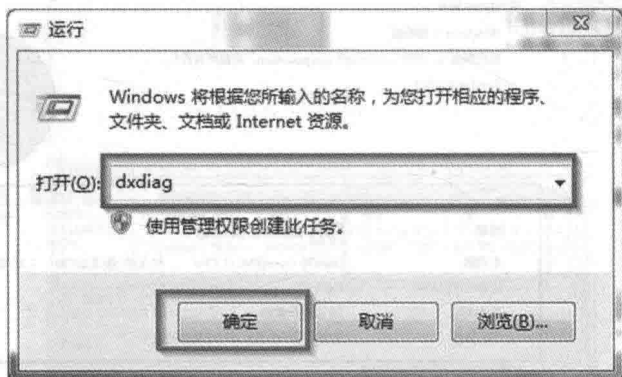 运行
Windows 将根据您所输入的名称，为您打开相应的程序、
文件夹、文档或 Internet 资源。
打开(O): dxdiag
使用管理权限创建此任务。
确定 取消 浏览(B)...